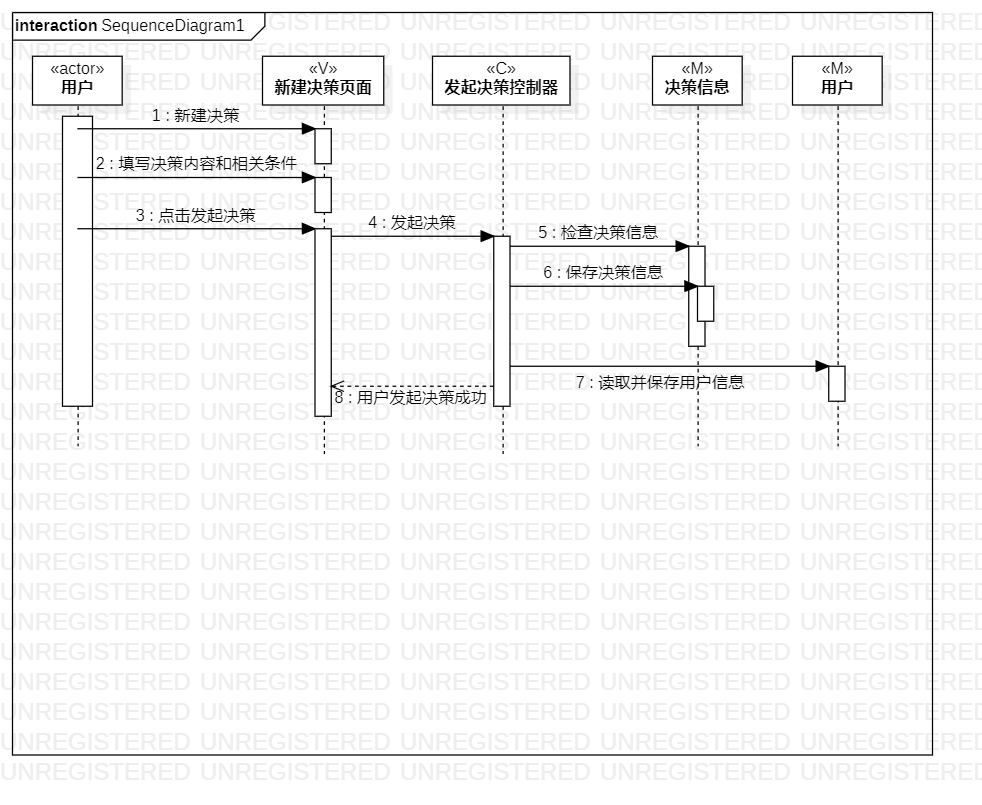 interaction SequenceDiagram1
«actor»
用户
«V»
新建决策页面
«C»
发起决策控制器
«M»
决策信息
«M»
用户
1 : 新建决策
2 : 填写决策内容和相关条件
3 : 点击发起决策
4 : 发起决策
5 : 检查决策信息
6 : 保存决策信息
7 : 读取并保存用户信息
8 : 用户发起决策成功
UNREGISTERED